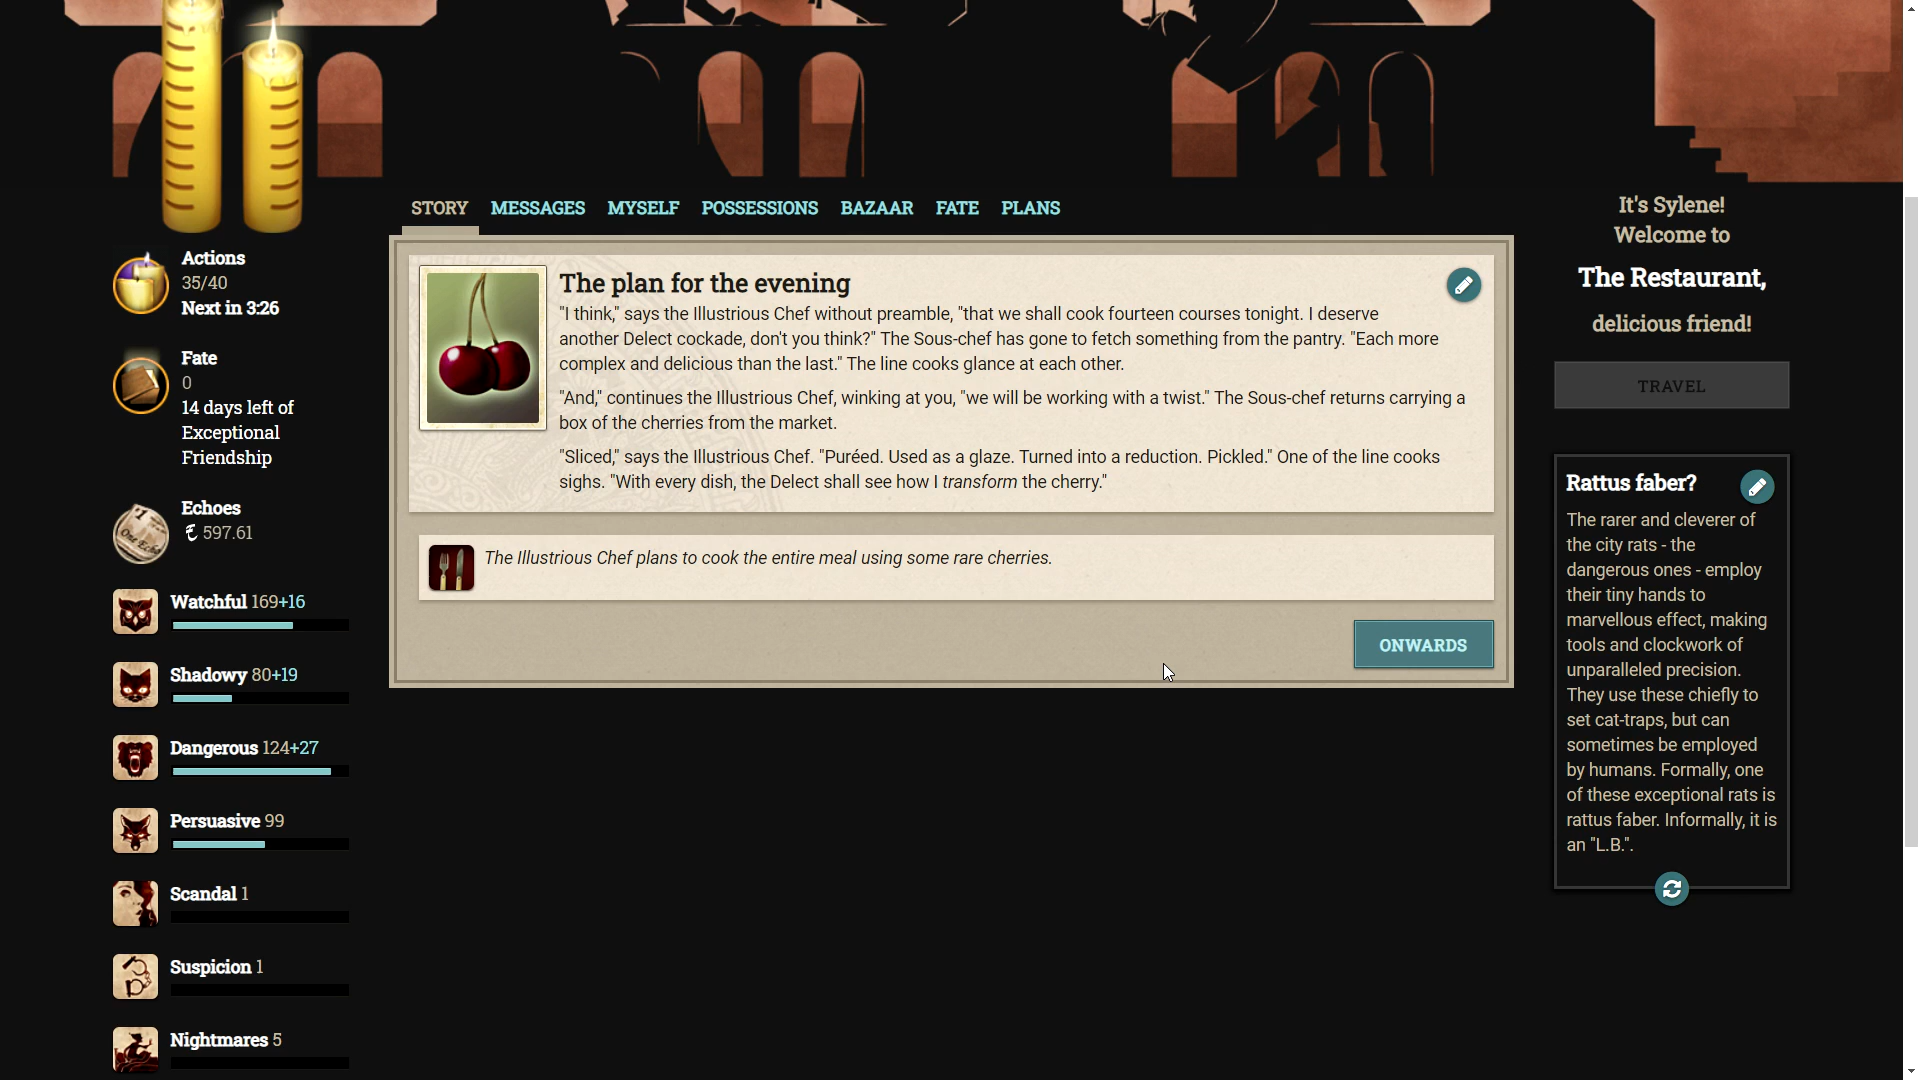 STORY MESSAGES MYSELF POSSESSIONS BAZAAR FATE PLANS
Actions
35/40
Next in 3:26
Fate
0
14 days left of
Exceptional
Friendship
Echoes
597.61
Watchful 169+16
Shadowy 80+19
Dangerous 124+27
Persuasive 99
Scandal 1
Suspicion 1
Nightmares 5
The plan for the evening
"I think," says the Illustrious Chef without preamble, "that we shall cook fourteen courses tonight. I deserve
another Delect cockade, don't you think?" The Sous-chef has gone to fetch something from the pantry. "Each more
complex and delicious than the last." The line cooks glance at each other.
"And," continues the Illustrious Chef, winking at you, "we will be working with a twist." The Sous-chef returns carrying a
box of the cherries from the market.
"Sliced," says the Illustrious Chef. "Puréed. Used as a glaze. Turned into a reduction. Pickled." One of the line cooks
sighs. "With every dish, the Delect shall see how I transform the cherry."
The Illustrious Chef plans to cook the entire meal using some rare cherries.
ONWARDS
It's Sylene!
Welcome to
The Restaurant,
delicious friend!
TRAVEL
Rattus faber?
The rarer and cleverer of
the city rats - the
dangerous ones - employ
their tiny hands to
marvellous effect, making
tools and clockwork of
unparalleled precision.
They use these chiefly to
set cat-traps, but can
sometimes be employed
by humans. Formally, one
of these exceptional rats is
rattus faber. Informally, it is
an "L.B.".